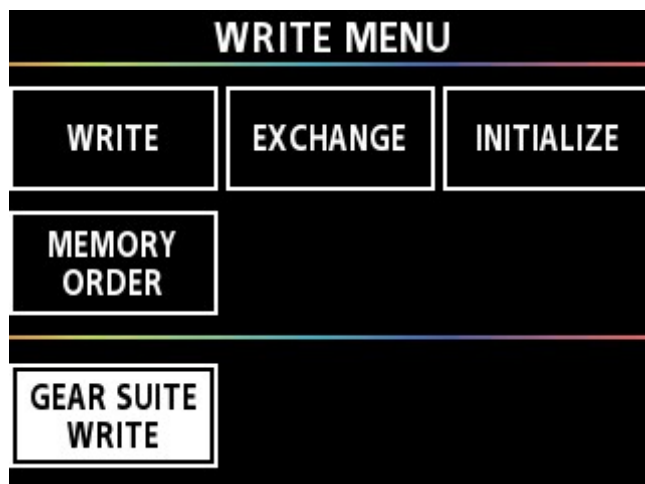 WRITE MENU
WRITE
EXCHANGE
INITIALIZE
MEMORY
ORDER
GEAR SUITE
WRITE